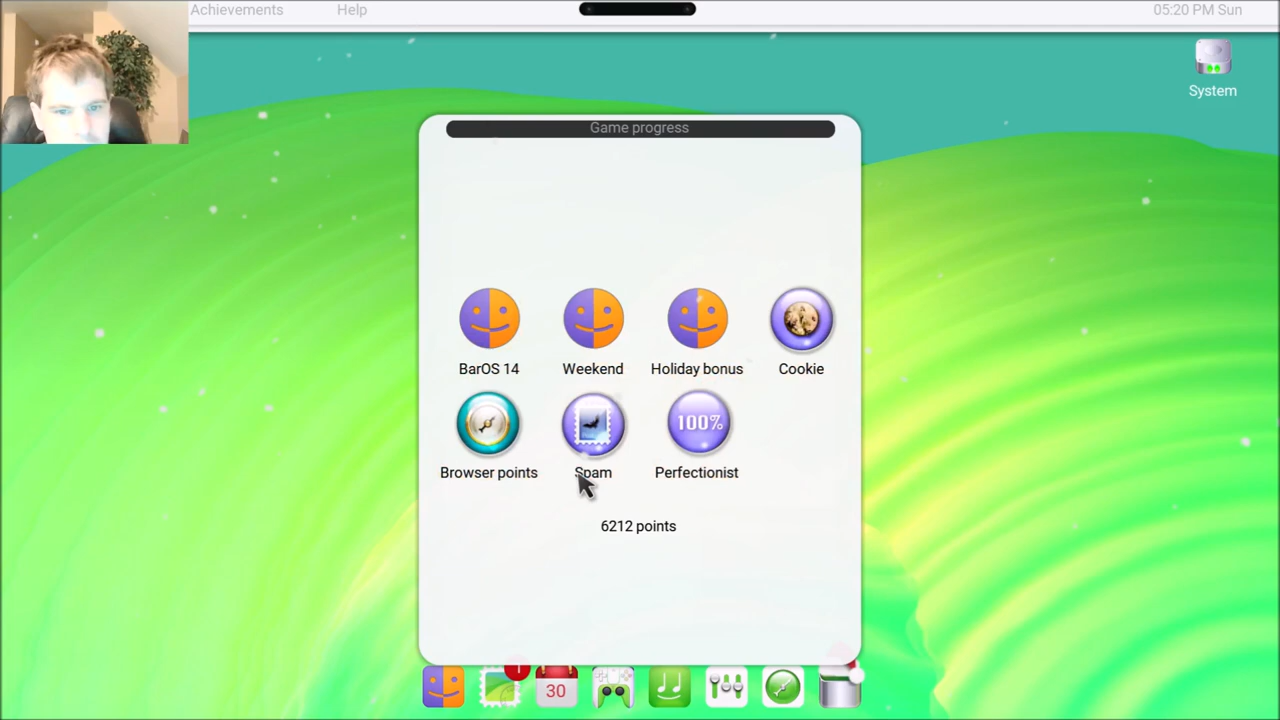 Achievements Help 05:20 PM Sun
System
Game progress
BarOS 14 Weekend Holiday bonus Cookie
100%
Browser points Spam Perfectionist
6212 points
1
30